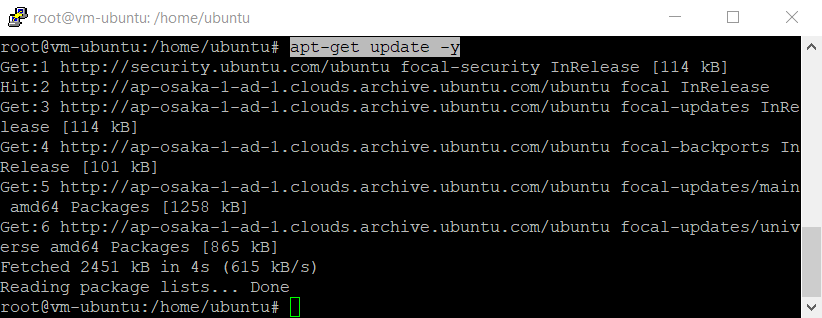 root@vm-ubuntu: /home/ubuntu
root@vm-ubuntu:/home/ubuntu# apt-get update -y
Get:1 http://security.ubuntu.com/ubuntu focal-security InRelease [114 kB]
Hit:2 http://ap-osaka-1-ad-1.clouds.archive.ubuntu.com/ubuntu focal InRelease
Get:3 http://ap-osaka-1-ad-1.clouds.archive.ubuntu.com/ubuntu focal-updates InRe
lease [114 kB]
Get:4 http://ap-osaka-1-ad-1.clouds.archive.ubuntu.com/ubuntu focal-backports In
Release [101 kB]
Get:5 http://ap-osaka-1-ad-1.clouds.archive.ubuntu.com/ubuntu focal-updates/main
 amd64 Packages [1258 kB]
Get:6 http://ap-osaka-1-ad-1.clouds.archive.ubuntu.com/ubuntu focal-updates/univ
erse amd64 Packages [865 kB]
Fetched 2451 kB in 4s (615 kB/s)
Reading package lists... Done
root@vm-ubuntu:/home/ubuntu#